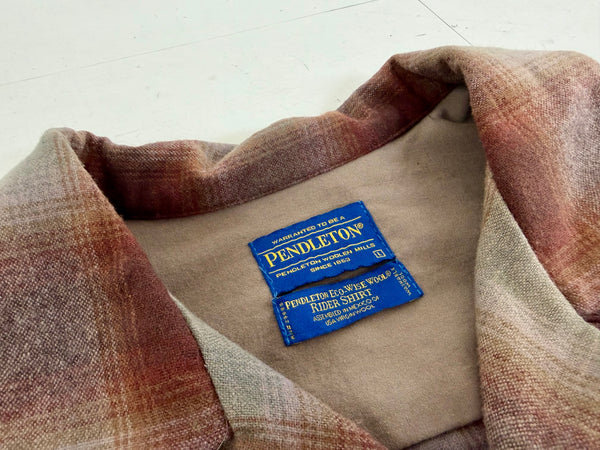 WARRANTED TO BE A
PENDLETON®
PENDLETON WOOLEN MILLS
SINCE 1863
L
PENDLETON ECO-WISE WOOL®
RIDER SHIRT
ASSEMBLED IN MEXICO OF
USA VIRGIN WOOL